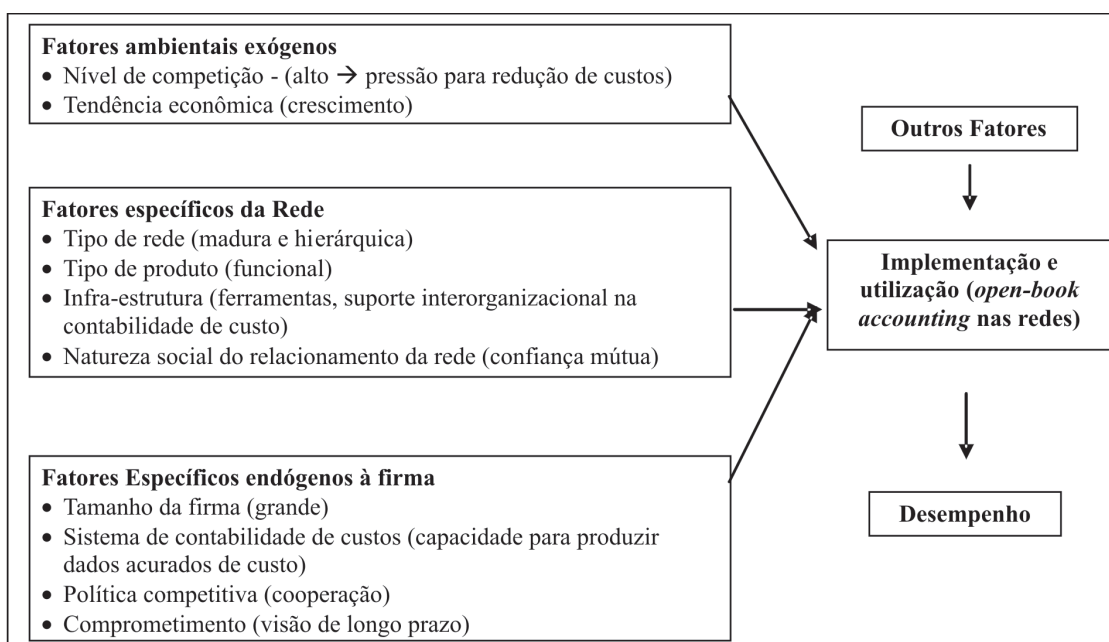 Fatores ambientais exógenos
• Nível de competição - (alto → pressão para redução de custos)
• Tendência econômica (crescimento)
Outros Fatores
Fatores específicos da Rede
• Tipo de rede (madura e hierárquica)
• Tipo de produto (funcional)
• Infra-estrutura (ferramentas, suporte interorganizacional na
contabilidade de custo)
• Natureza social do relacionamento da rede (confiança mútua)
Implementação e
utilização (open-book
accounting nas redes)
Fatores Específicos endógenos à firma
• Tamanho da firma (grande)
• Sistema de contabilidade de custos (capacidade para produzir
dados acurados de custo)
• Política competitiva (cooperação)
• Comprometimento (visão de longo prazo)
Desempenho